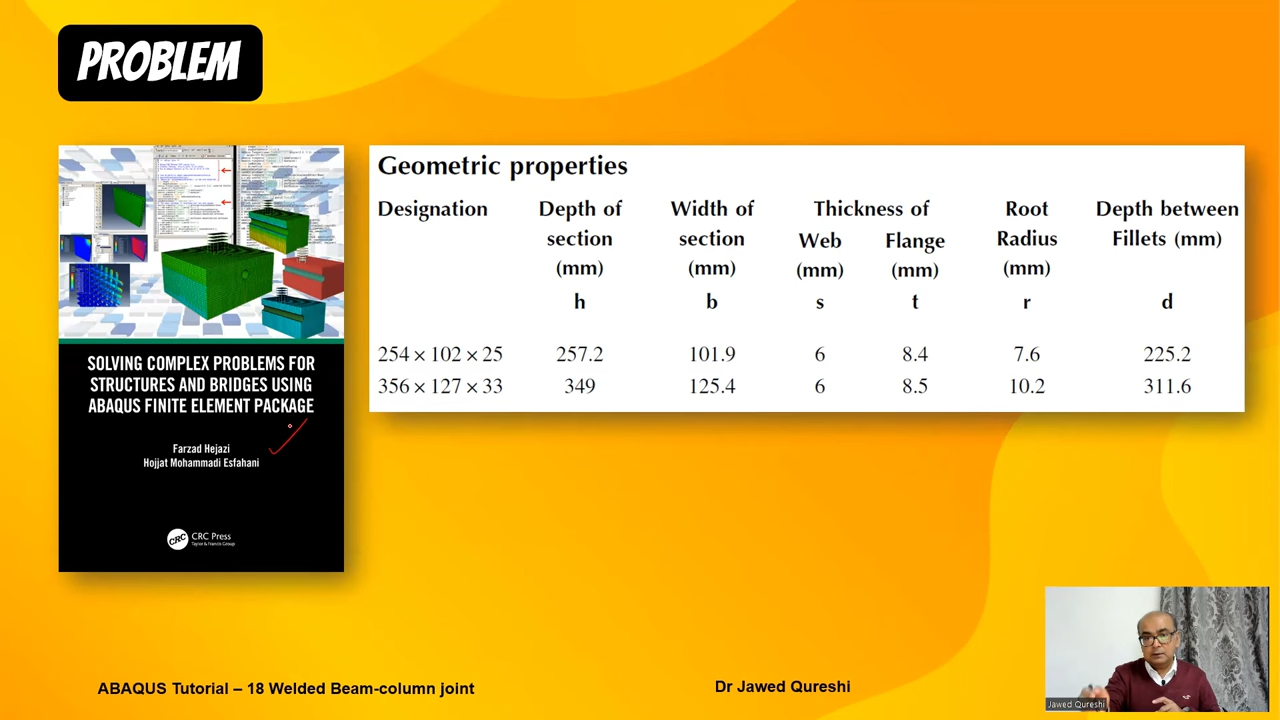 PROBLEM
SOLVING COMPLEX PROBLEMS FOR
STRUCTURES AND BRIDGES USING
ABAQUS FINITE ELEMENT PACKAGE
Farzad Hejazi
Hojjat Mohammadi Esfahani
CRC CRC Press
Taylor & Francis Group
Geometric properties
Designation Depth of Width of Thickness of Root Depth between
section section Web Flange Radius Fillets (mm)
(mm) (mm) (mm) (mm) (mm)
h b s t r d
254 × 102 × 25 257.2 101.9 6 8.4 7.6 225.2
356 × 127 × 33 349 125.4 6 8.5 10.2 311.6
ABAQUS Tutorial – 18 Welded Beam-column joint
Dr Jawed Qureshi
Jawed Qureshi